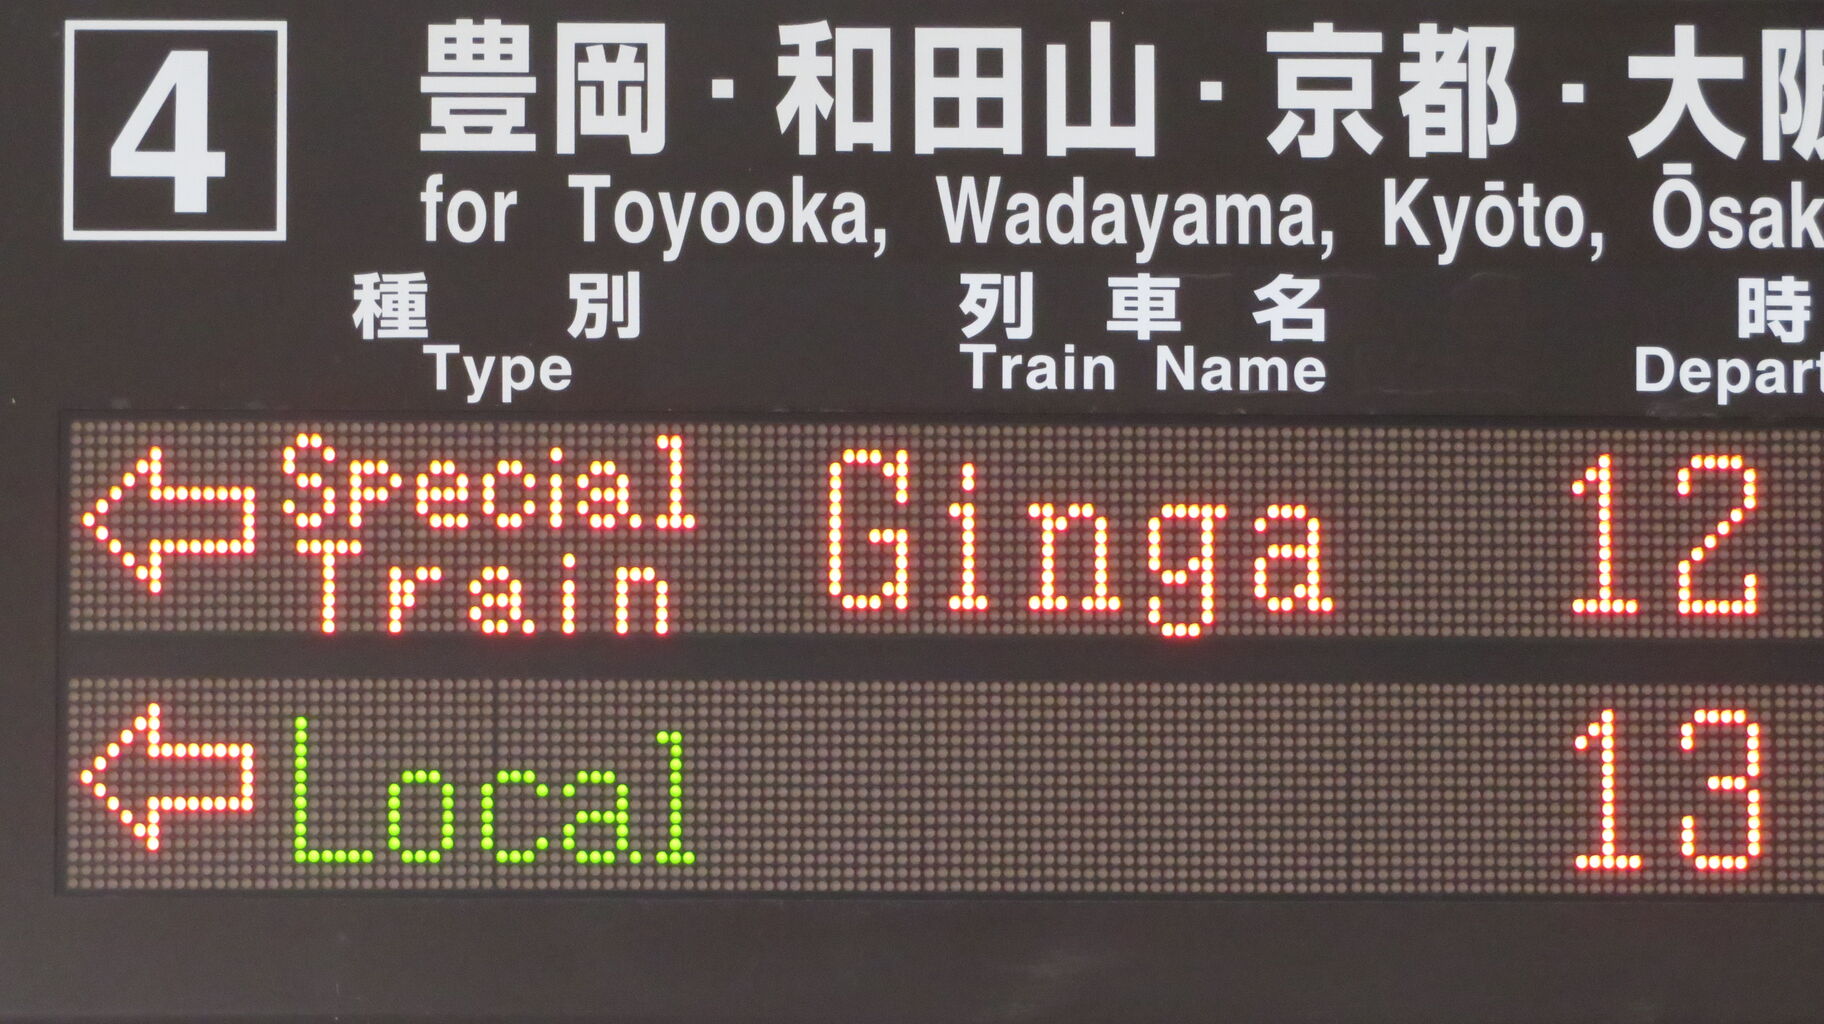 4
豊岡・和田山・京都・大阪
for Toyooka, Wadayama, Kyōto, Ōsak
種別 列車名 時
Type Train Name Depart
Special Train Ginga 12
Local 13